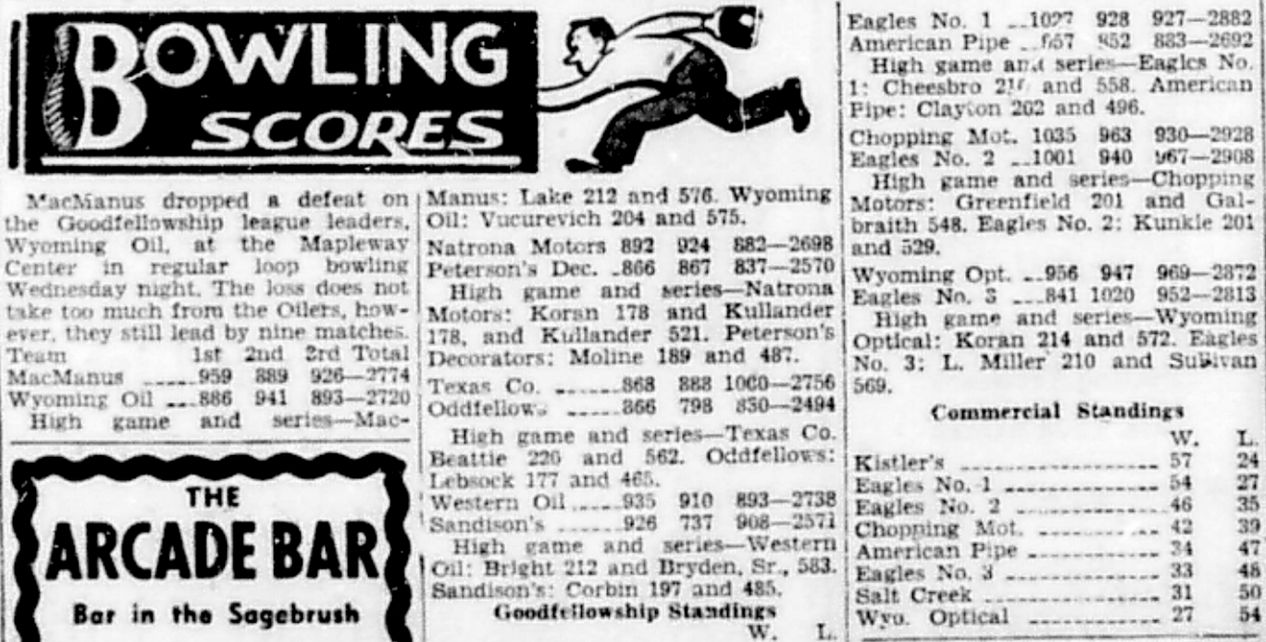 BOWLING
SCORES
MacManus dropped a defeat on
the Goodfellowship league leaders,
Wyoming Oil, at the Mapleway
Center in regular loop bowling
Wednesday night. The loss does not
take too much from the Oilers, how-
ever, they still lead by nine matches.
Team 1st 2nd 3rd Total
MacManus .....959 889 926—2774
Wyoming Oil ...886 941 893—2720
High game and series—Mac-
THE
ARCADE BAR
Bar in the Sagebrush
Manus: Lake 212 and 576. Wyoming
Oil: Vucurevich 204 and 575.
Natrona Motors 892 924 882—2698
Peterson's Dec. .866 867 837—2570
High game and series—Natrona
Motors: Koran 178 and Kullander
178, and Kullander 521. Peterson's
Decorators: Moline 189 and 487.
Texas Co. ......868 888 1000—2756
Oddfellows .....866 798 830—2494
High game and series—Texas Co.
Beattie 220 and 562. Oddfellows:
Lebsock 177 and 465.
Western Oil.....935 910 893—2738
Sandison's ......926 737 908—2571
High game and series—Western
Oil: Bright 212 and Bryden, Sr., 583.
Sandison's: Corbin 197 and 485.
Goodfellowship Standings
W. L.
Eagles No. 1 ..1027 928 927—2882
American Pipe ..957 852 883—2692
High game and series—Eagles No.
1: Cheesbro and 558. American
Pipe: Clayton 202 and 496.
Chopping Mot. 1035 963 930—2928
Eagles No. 2 ..1001 940 967—2908
High game and series—Chopping
Motors: Greenfield 201 and Gal-
braith 548. Eagles No. 2: Kunkle 201
and 529.
Wyoming Opt. ..956 947 969—2872
Eagles No. 3 ...841 1020 952—2813
High game and series—Wyoming
Optical: Koran 214 and 572. Eagles
No. 3: L. Miller 210 and Sullivan
569.
Commercial Standings
W. L.
Kistler's ................ 57 24
Eagles No. 1 ............ 54 27
Eagles No. 2 ............ 46 35
Chopping Mot. .......... 42 39
American Pipe .......... 34 47
Eagles No. 3 ............ 33 48
Salt Creek .............. 31 50
Wyo. Optical ............ 27 54